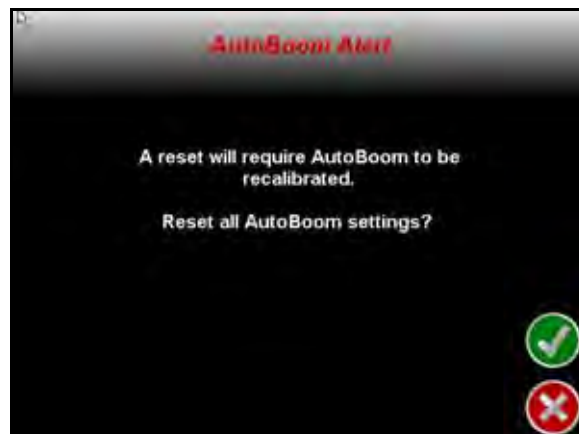 AutoBoom Alert
A reset will require AutoBoom to be
recalibrated.
Reset all AutoBoom settings?